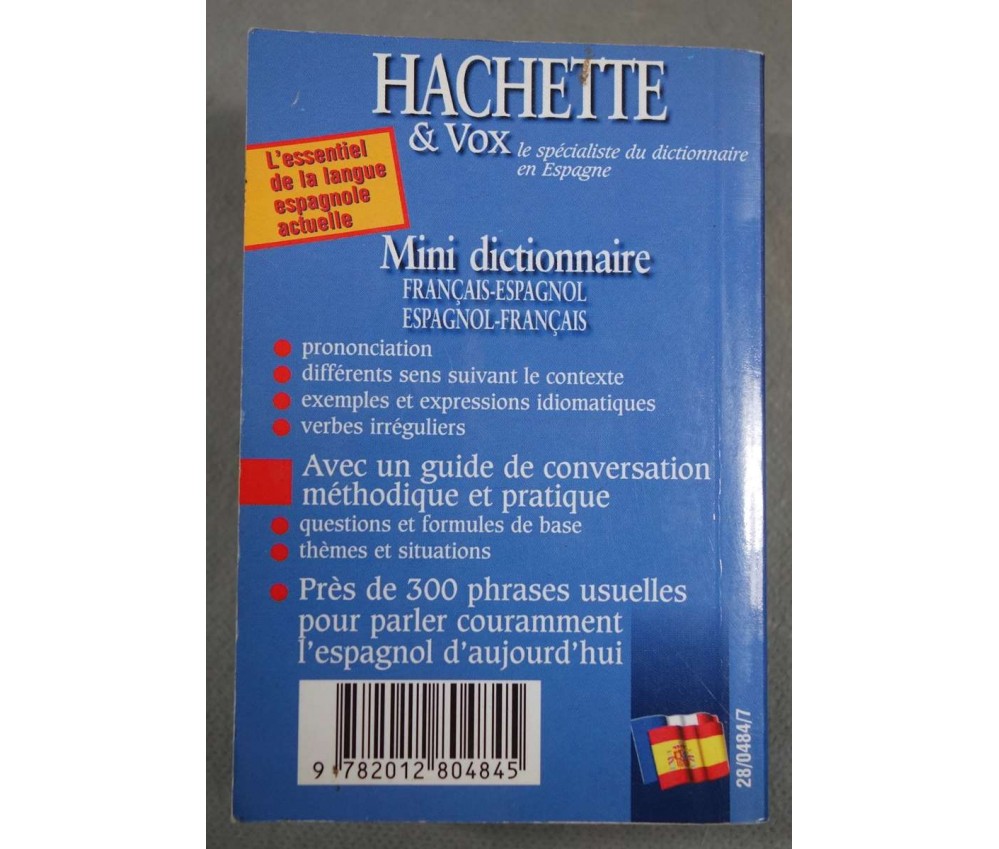 HACHETTE
& Vox le spécialiste du dictionnaire
en Espagne
L'essentiel
de la langue
espagnole
actuelle
Mini dictionnaire
FRANÇAIS-ESPAGNOL
ESPAGNOL-FRANÇAIS
prononciation
différents sens suivant le contexte
exemples et expressions idiomatiques
verbes irréguliers
Avec un guide de conversation
méthodique et pratique
questions et formules de base
thèmes et situations
Près de 300 phrases usuelles
pour parler couramment
l'espagnol d'aujourd'hui
9 782012 804845
28/0484/7